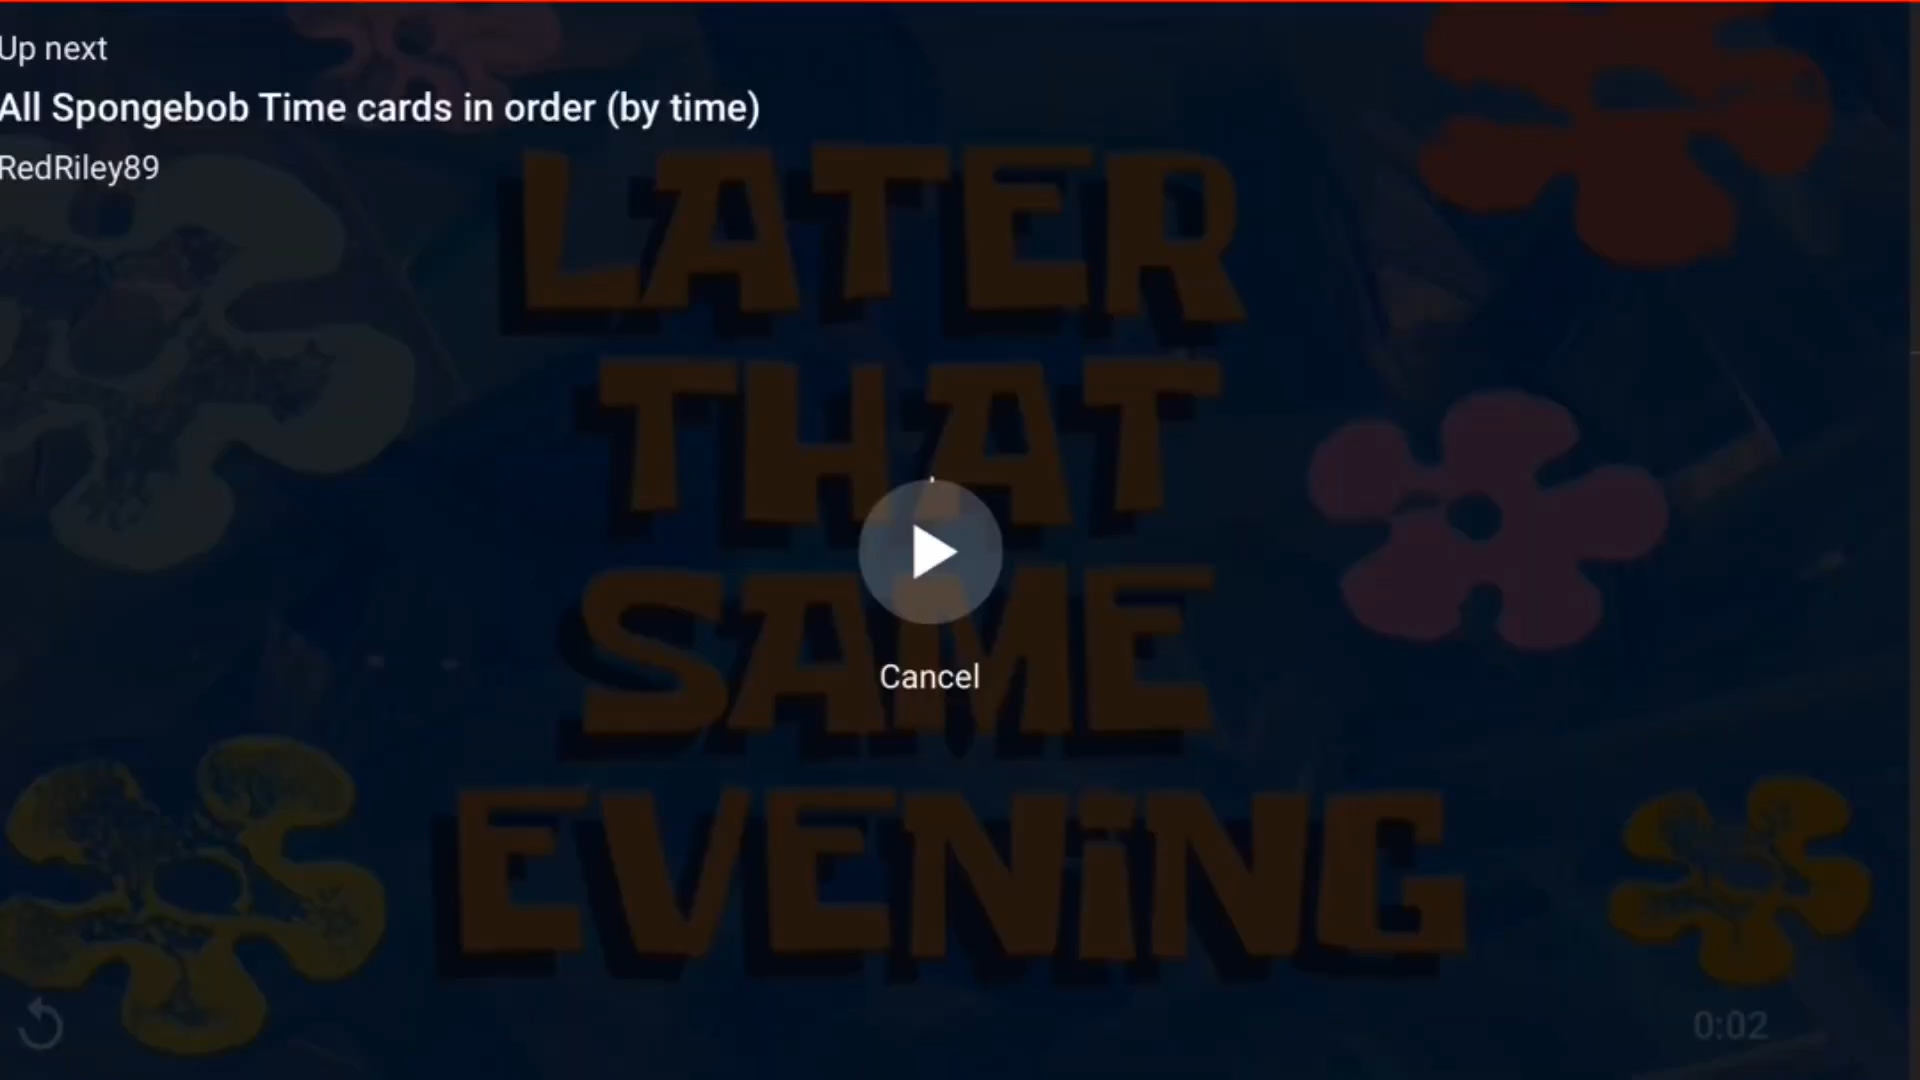 Up next
All Spongebob Time cards in order (by time)
RedRiley89
LATER
THAT
SAME
EVENiNG
Cancel
0:02